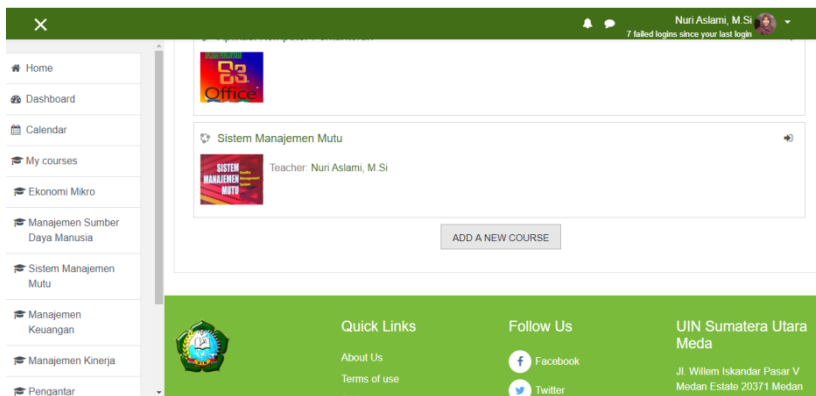 Nuri Aslami, M.Si
7 failed logins since your last login
Home
Dashboard
Calendar
My courses
Ekonomi Mikro
Manajemen Sumber
Daya Manusia
Sistem Manajemen
Mutu
Manajemen
Keuangan
Manajemen Kinerja
Pengantar
Office
Sistem Manajemen Mutu
SISTEM
MANAJEMEN
MUTU
Teacher: Nuri Aslami, M.Si
ADD A NEW COURSE
Quick Links
About Us
Terms of use
Follow Us
Facebook
Twitter
UIN Sumatera Utara
Meda
Jl. Willem Iskandar Pasar V
Medan Estate 20371 Medan